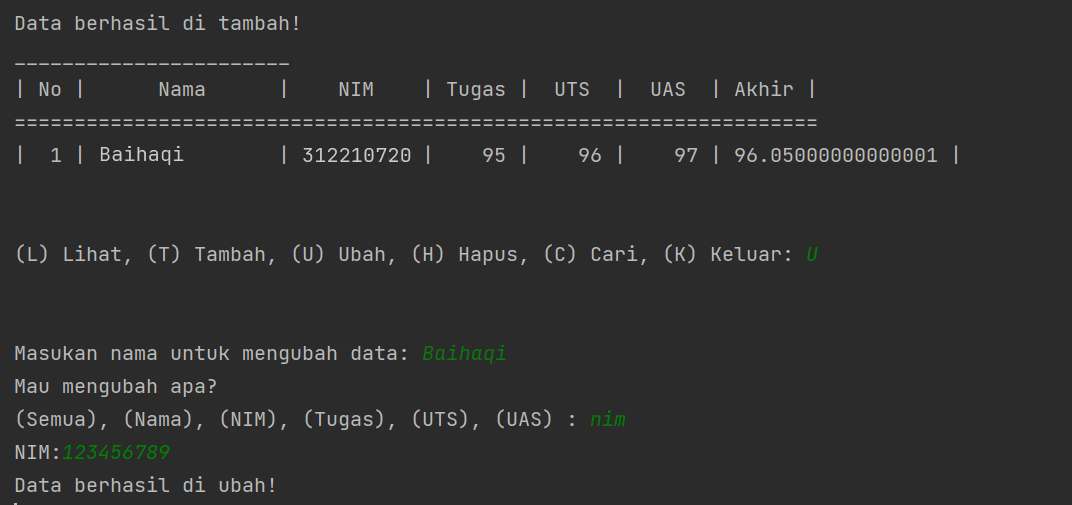 Data berhasil di tambah!
_______________________
| No |      Nama      |    NIM    | Tugas |  UTS  |  UAS  | Akhir |
===================================================================
|  1 | Baihaqi        | 312210720 |    95 |    96 |    97 | 96.05000000000001 |
(L) Lihat, (T) Tambah, (U) Ubah, (H) Hapus, (C) Cari, (K) Keluar: U
Masukan nama untuk mengubah data: Baihaqi
Mau mengubah apa?
(Semua), (Nama), (NIM), (Tugas), (UTS), (UAS) : nim
NIM:123456789
Data berhasil di ubah!